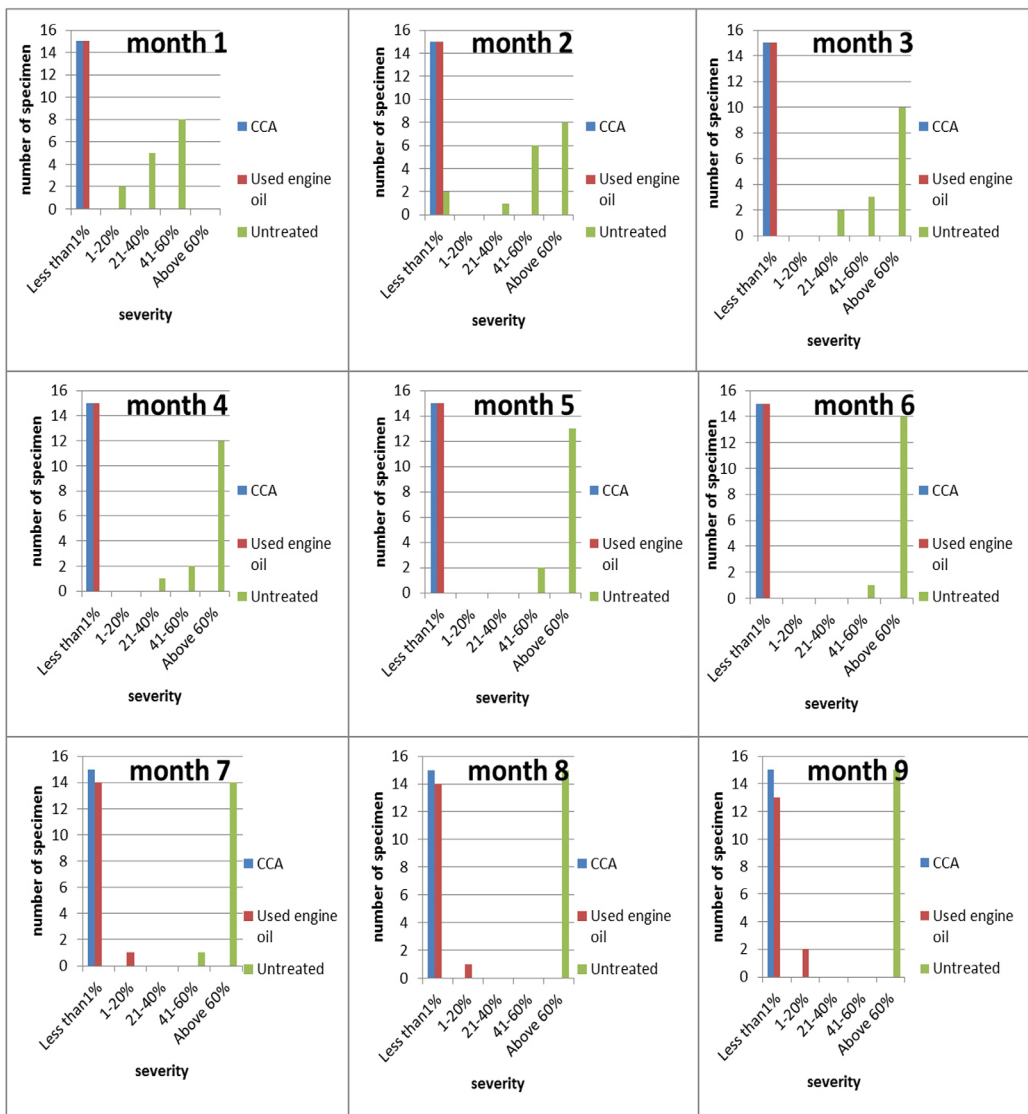 month 1
number of specimen
16
14
12
10
8
6
4
2
0
Less than1%
1-20%
21-40%
41-60%
Above 60%
severity
CCA
Used engine
oil
Untreated
month 2
number of specimen
16
14
12
10
8
6
4
2
0
Less than1%
1-20%
21-40%
41-60%
Above 60%
severity
CCA
Used engine
oil
Untreated
month 3
number of specimen
16
14
12
10
8
6
4
2
0
Less than1%
1-20%
21-40%
41-60%
Above 60%
severity
CCA
Used engine
oil
Untreated
month 4
number of specimen
16
14
12
10
8
6
4
2
0
Less than1%
1-20%
21-40%
41-60%
Above 60%
severity
CCA
Used engine
oil
Untreated
month 5
number of specimen
16
14
12
10
8
6
4
2
0
Less than1%
1-20%
21-40%
41-60%
Above 60%
severity
CCA
Used engine
oil
Untreated
month 6
number of specimen
16
14
12
10
8
6
4
2
0
Less than1%
1-20%
21-40%
41-60%
Above 60%
severity
CCA
Used engine
oil
Untreated
month 7
number of specimen
16
14
12
10
8
6
4
2
0
Less than1%
1-20%
21-40%
41-60%
Above 60%
severity
CCA
Used engine
oil
Untreated
month 8
number of specimen
16
14
12
10
8
6
4
2
0
Less than1%
1-20%
21-40%
41-60%
Above 60%
severity
CCA
Used engine
oil
Untreated
month 9
number of specimen
16
14
12
10
8
6
4
2
0
Less than1%
1-20%
21-40%
41-60%
Above 60%
severity
CCA
Used engine
oil
Untreated